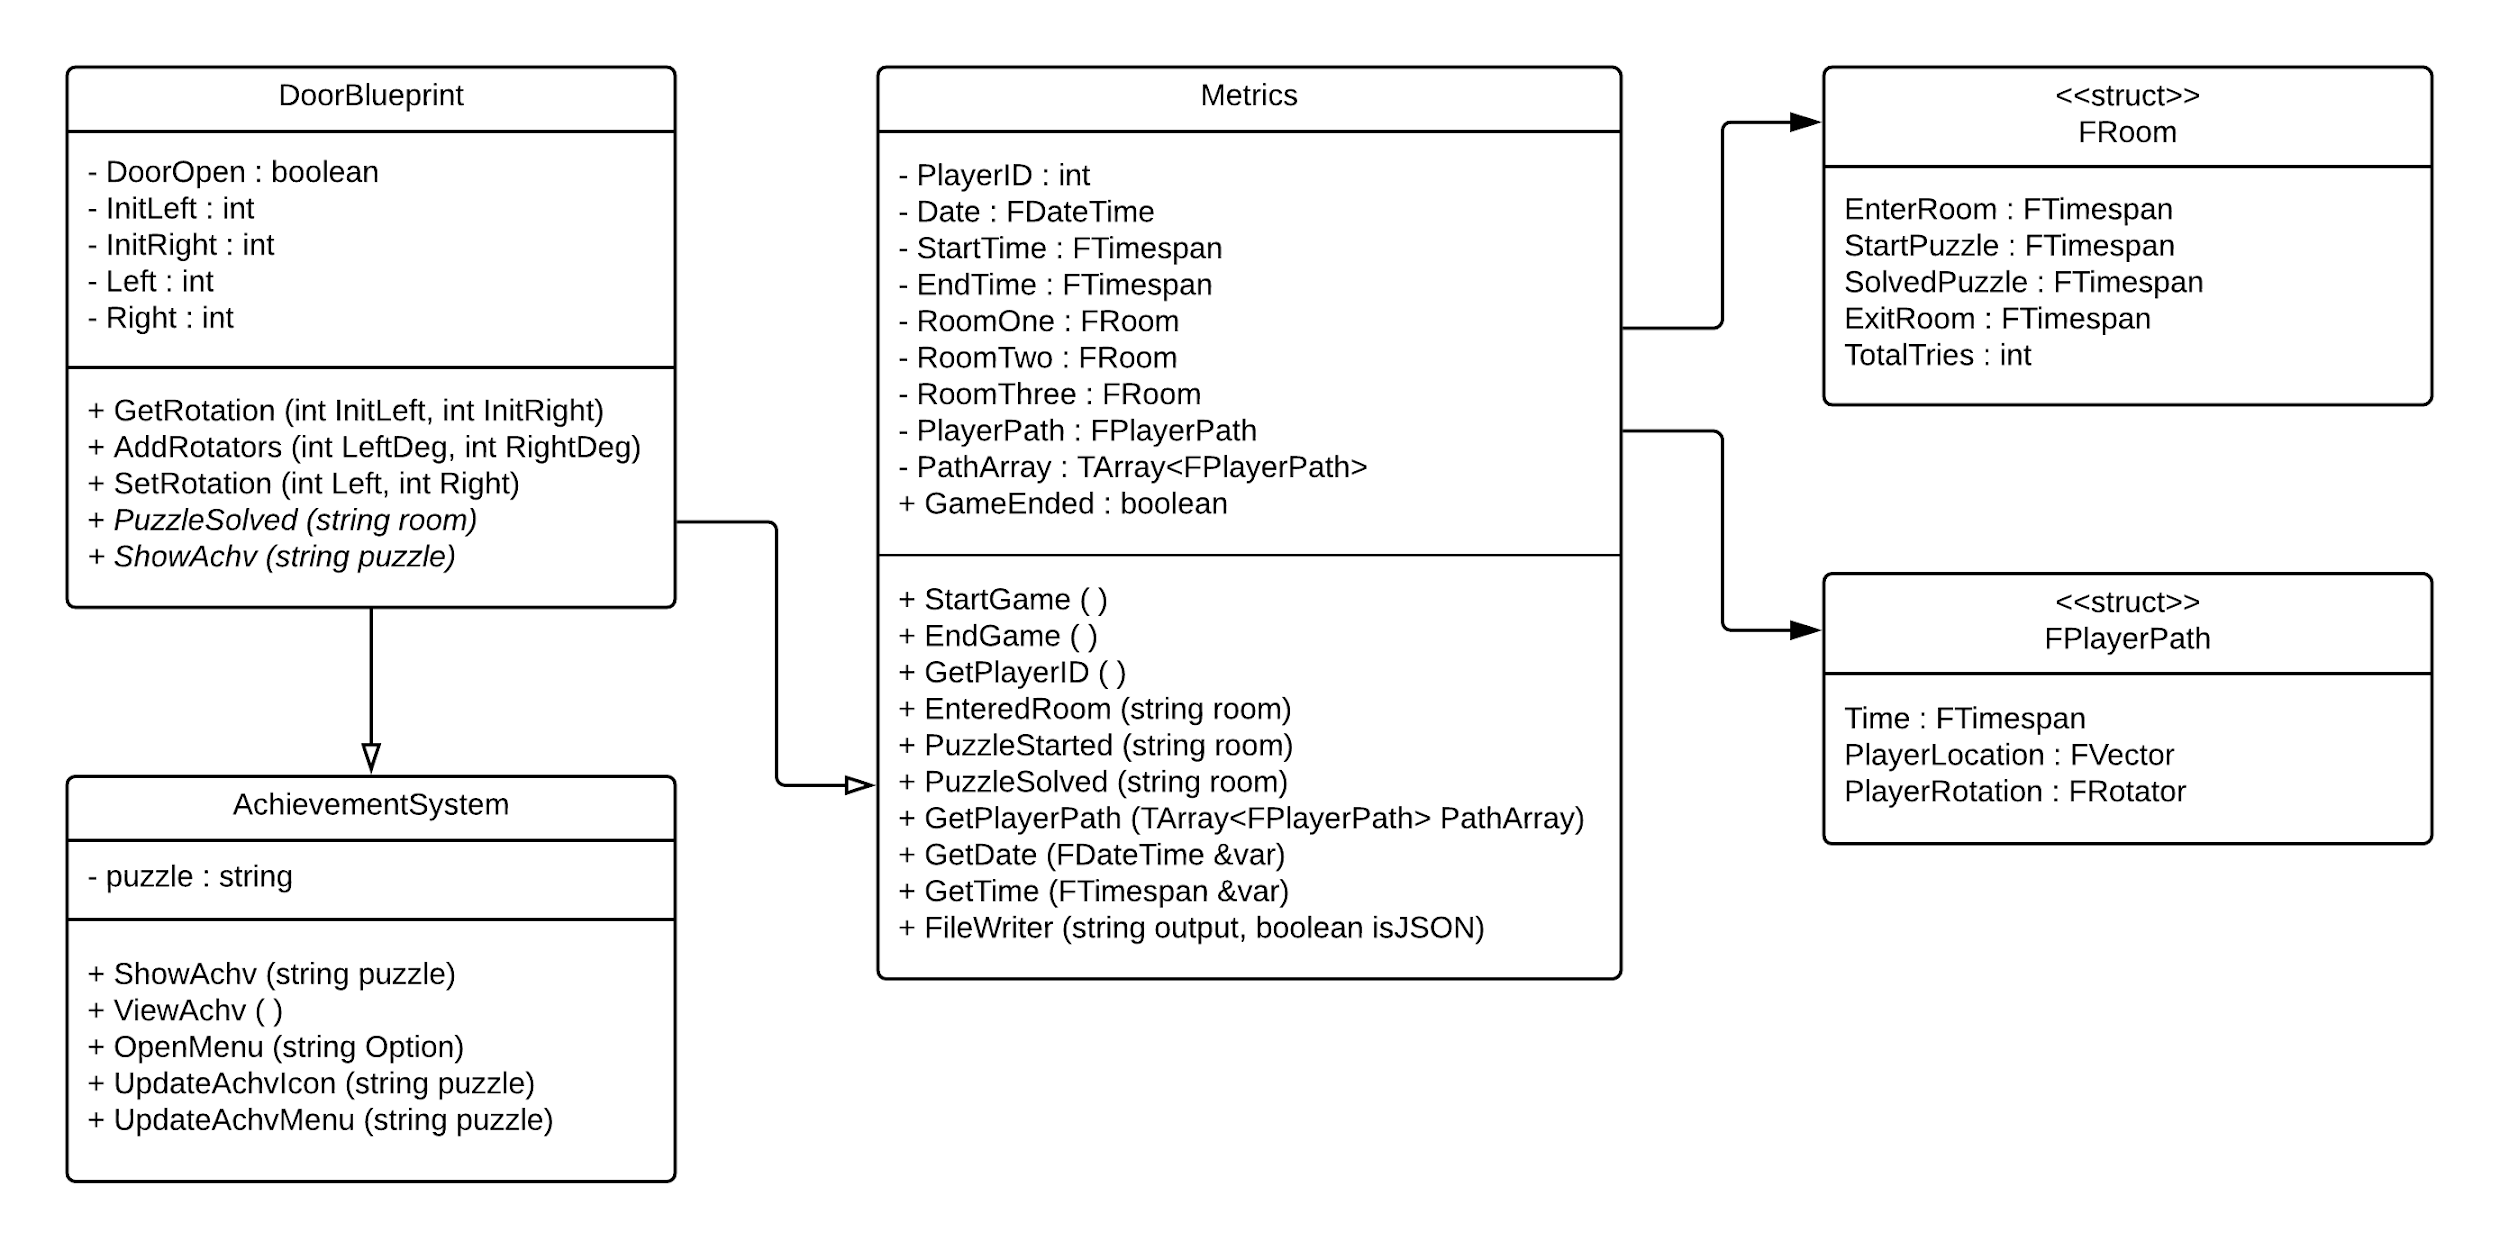 DoorBlueprint
- DoorOpen : boolean
- InitLeft : int
- InitRight : int
- Left : int
- Right : int
+ GetRotation (int InitLeft, int InitRight)
+ AddRotators (int LeftDeg, int RightDeg)
+ SetRotation (int Left, int Right)
+ PuzzleSolved (string room)
+ ShowAchv (string puzzle)
AchievementSystem
- puzzle : string
+ ShowAchv (string puzzle)
+ ViewAchv ( )
+ OpenMenu (string Option)
+ UpdateAchvIcon (string puzzle)
+ UpdateAchvMenu (string puzzle)
Metrics
- PlayerID : int
- Date : FDateTime
- StartTime : FTimespan
- EndTime : FTimespan
- RoomOne : FRoom
- RoomTwo : FRoom
- RoomThree : FRoom
- PlayerPath : FPlayerPath
- PathArray : TArray<FPlayerPath>
+ GameEnded : boolean
+ StartGame ( )
+ EndGame ( )
+ GetPlayerID ( )
+ EnteredRoom (string room)
+ PuzzleStarted (string room)
+ PuzzleSolved (string room)
+ GetPlayerPath (TArray<FPlayerPath> PathArray)
+ GetDate (FDateTime &var)
+ GetTime (FTimespan &var)
+ FileWriter (string output, boolean isJSON)
<<struct>>
FRoom
EnterRoom : FTimespan
StartPuzzle : FTimespan
SolvedPuzzle : FTimespan
ExitRoom : FTimespan
TotalTries : int
<<struct>>
FPlayerPath
Time : FTimespan
PlayerLocation : FVector
PlayerRotation : FRotator